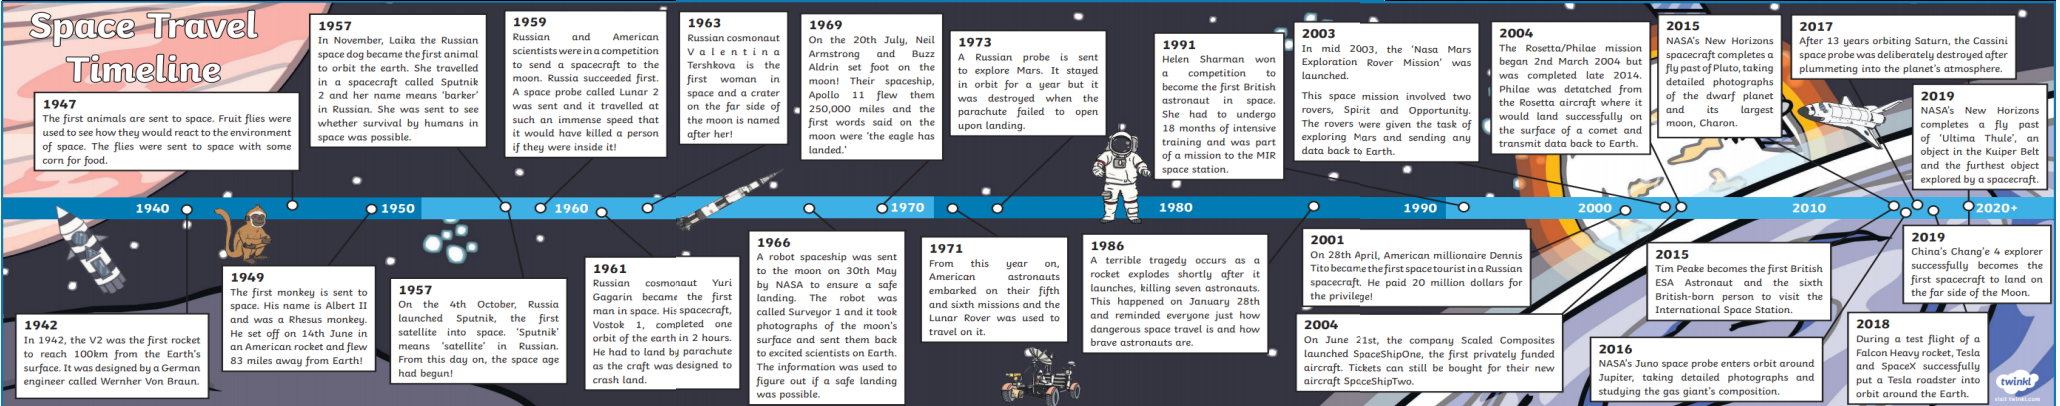 Space Travel
Timeline
1947
The first animals are sent to space. Fruit flies were
used to see how they would react to the environment
of space. The flies were sent to space with some
corn for food.
1957
In November, Laika the Russian
space dog became the first animal
to orbit the earth. She travelled
in a spacecraft called Sputnik
2 and her name means 'barker'
in Russian. She was sent to see
whether survival by humans in
space was possible.
1959
Russian and American
scientists were in a competition
to send a spacecraft to the
moon. Russia succeeded first.
A space probe called Lunar 2
was sent and it travelled at
such an immense speed that
it would have killed a person
if they were inside it!
1963
Russian cosmonaut
Valentina
Tershkova is the
first woman in
space and a crater
on the far side of
the moon is named
after her!
1969
On the 20th July, Neil
Armstrong and Buzz
Aldrin set foot on the
moon! Their spaceship,
Apollo 11 flew them
250,000 miles and the
first words said on the
moon were 'the eagle has
landed.'
1973
A Russian probe is sent
to explore Mars. It stayed
in orbit for a year but it
was destroyed when the
parachute failed to open
upon landing.
1991
Helen Sharman won
a competition to
become the first British
astronaut in space.
She had to undergo
18 months of intensive
training and was part
of a mission to the MIR
space station.
2003
In mid 2003, the 'Nasa Mars
Exploration Rover Mission' was
launched.
This space mission involved two
rovers, Spirit and Opportunity.
The rovers were given the task of
exploring Mars and sending any
data back to Earth.
2004
The Rosetta/Philae mission
began 2nd March 2004 but
was completed late 2014.
Philae was detatched from
the Rosetta aircraft where it
would land successfully on
the surface of a comet and
transmit data back to Earth.
2015
NASA's New Horizons
spacecraft completes a
fly past of Pluto, taking
detailed photographs
of the dwarf planet
and its largest
moon, Charon.
2017
After 13 years orbiting Saturn, the Cassini
space probe was deliberately destroyed after
plummeting into the planet's atmosphere.
2019
NASA's New Horizons
completes a fly past
of 'Ultima Thule', an
object in the Kuiper Belt
and the furthest object
explored by a spacecraft.
1940
1950
1960
1970
1980
1990
2000
2010
2020+
1942
In 1942, the V2 was the first rocket
to reach 100km from the Earth's
surface. It was designed by a German
engineer called Wernher Von Braun.
1949
The first monkey is sent to
space. His name is Albert II
and was a Rhesus monkey.
He set off on 14th June in
an American rocket and flew
83 miles away from Earth!
1957
On the 4th October, Russia
launched Sputnik, the first
satellite into space. 'Sputnik'
means 'satellite' in Russian.
From this day on, the space age
had begun!
1961
Russian cosmonaut Yuri
Gagarin became the first
man in space. His spacecraft,
Vostok 1, completed one
orbit of the earth in 2 hours.
He had to land by parachute
as the craft was designed to
crash land.
1966
A robot spaceship was sent
to the moon on 30th May
by NASA to ensure a safe
landing. The robot was
called Surveyor 1 and it took
photographs of the moon's
surface and sent them back
to excited scientists on Earth.
The information was used to
figure out if a safe landing
was possible.
1971
From this year on,
American astronauts
embarked on their fifth
and sixth missions and the
Lunar Rover was used to
travel on it.
1986
A terrible tragedy occurs as a
rocket explodes shortly after it
launches, killing seven astronauts.
This happened on January 28th
and reminded everyone just how
dangerous space travel is and how
brave astronauts are.
2001
On 28th April, American millionaire Dennis
Tito became the first space tourist in a Russian
spacecraft. He paid 20 million dollars for
the privilege!
2004
On June 21st, the company Scaled Composites
launched SpaceShipOne, the first privately funded
aircraft. Tickets can still be bought for their new
aircraft SpaceShipTwo.
2015
Tim Peake becomes the first British
ESA Astronaut and the sixth
British-born person to visit the
International Space Station.
2016
NASA's Juno space probe enters orbit around
Jupiter, taking detailed photographs and
studying the gas giant's composition.
2018
During a test flight of a
Falcon Heavy rocket, Tesla
and SpaceX successfully
put a Tesla roadster into
orbit around the Earth.
2019
China's Chang'e 4 explorer
successfully becomes the
first spacecraft to land on
the far side of the Moon.
twinkl
visit twinkl.com